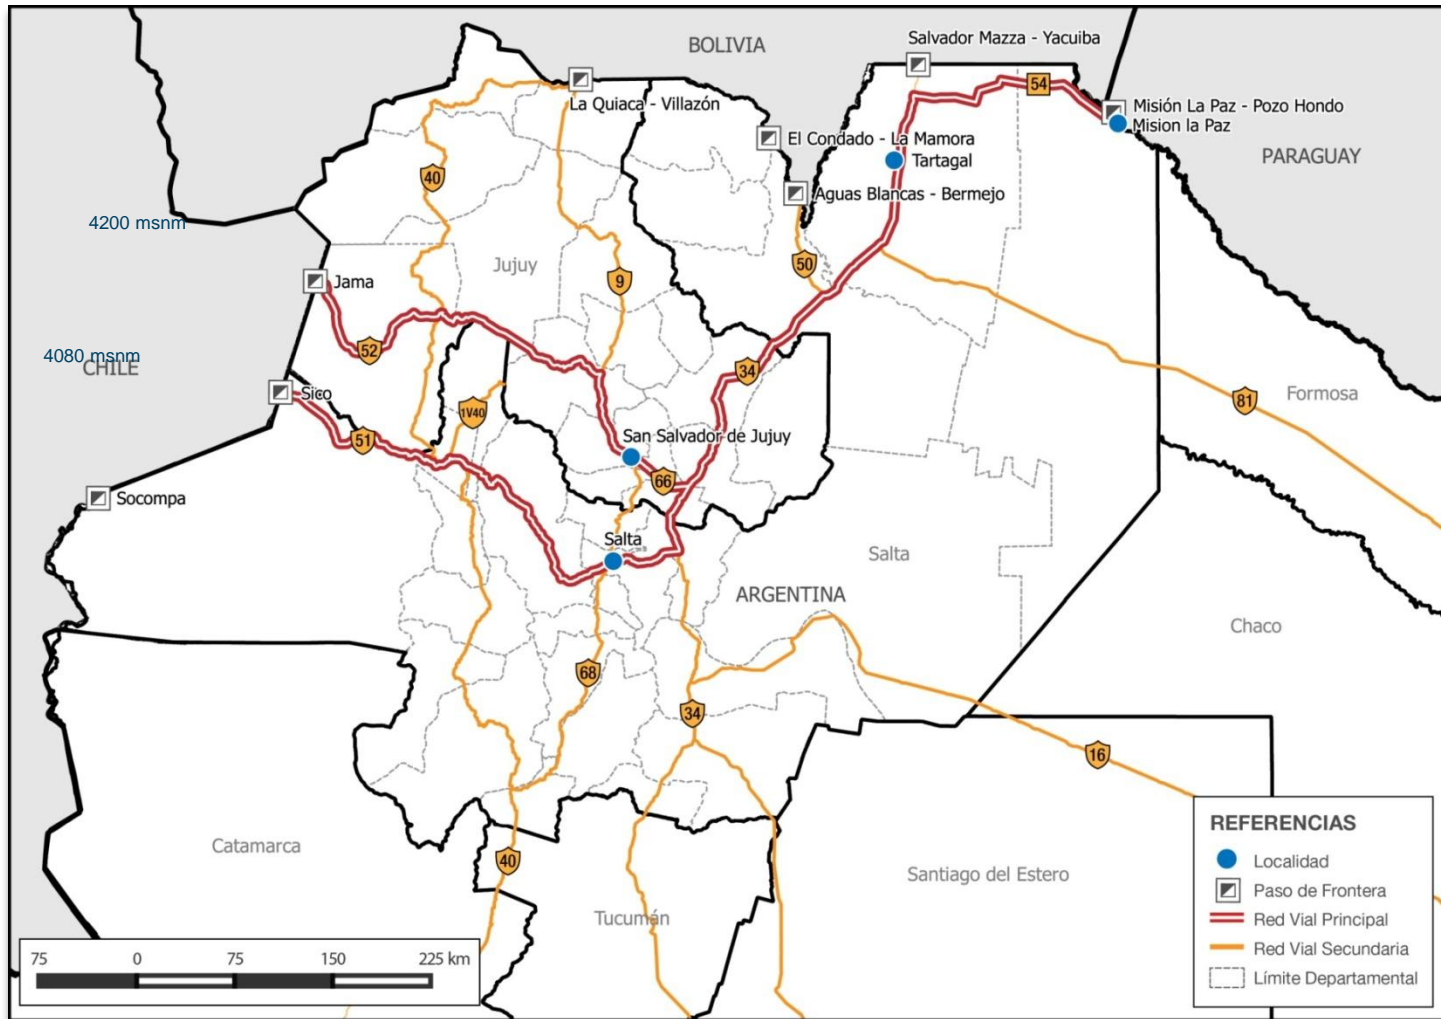 BOLIVIA
Salvador Mazza - Yacuiba
La Quiaca - Villazón
54
Misión La Paz - Pozo Hondo
Mision la Paz
El Condado - La Mamora
PARAGUAY
Tartagal
40
Aguas Blancas - Bermejo
4200 msnm
Jujuy
50
9
Jama
52
4080 msnm
CHILE
34
Sico
Formosa
81
1V40
51
San Salvador de Jujuy
66
Socompa
Salta
Salta
ARGENTINA
Chaco
68
34
16
Catamarca
40
Santiago del Estero
Tucumán
75 0 75 150 225 km
REFERENCIAS
Localidad
Paso de Frontera
Red Vial Principal
Red Vial Secundaria
Límite Departamental